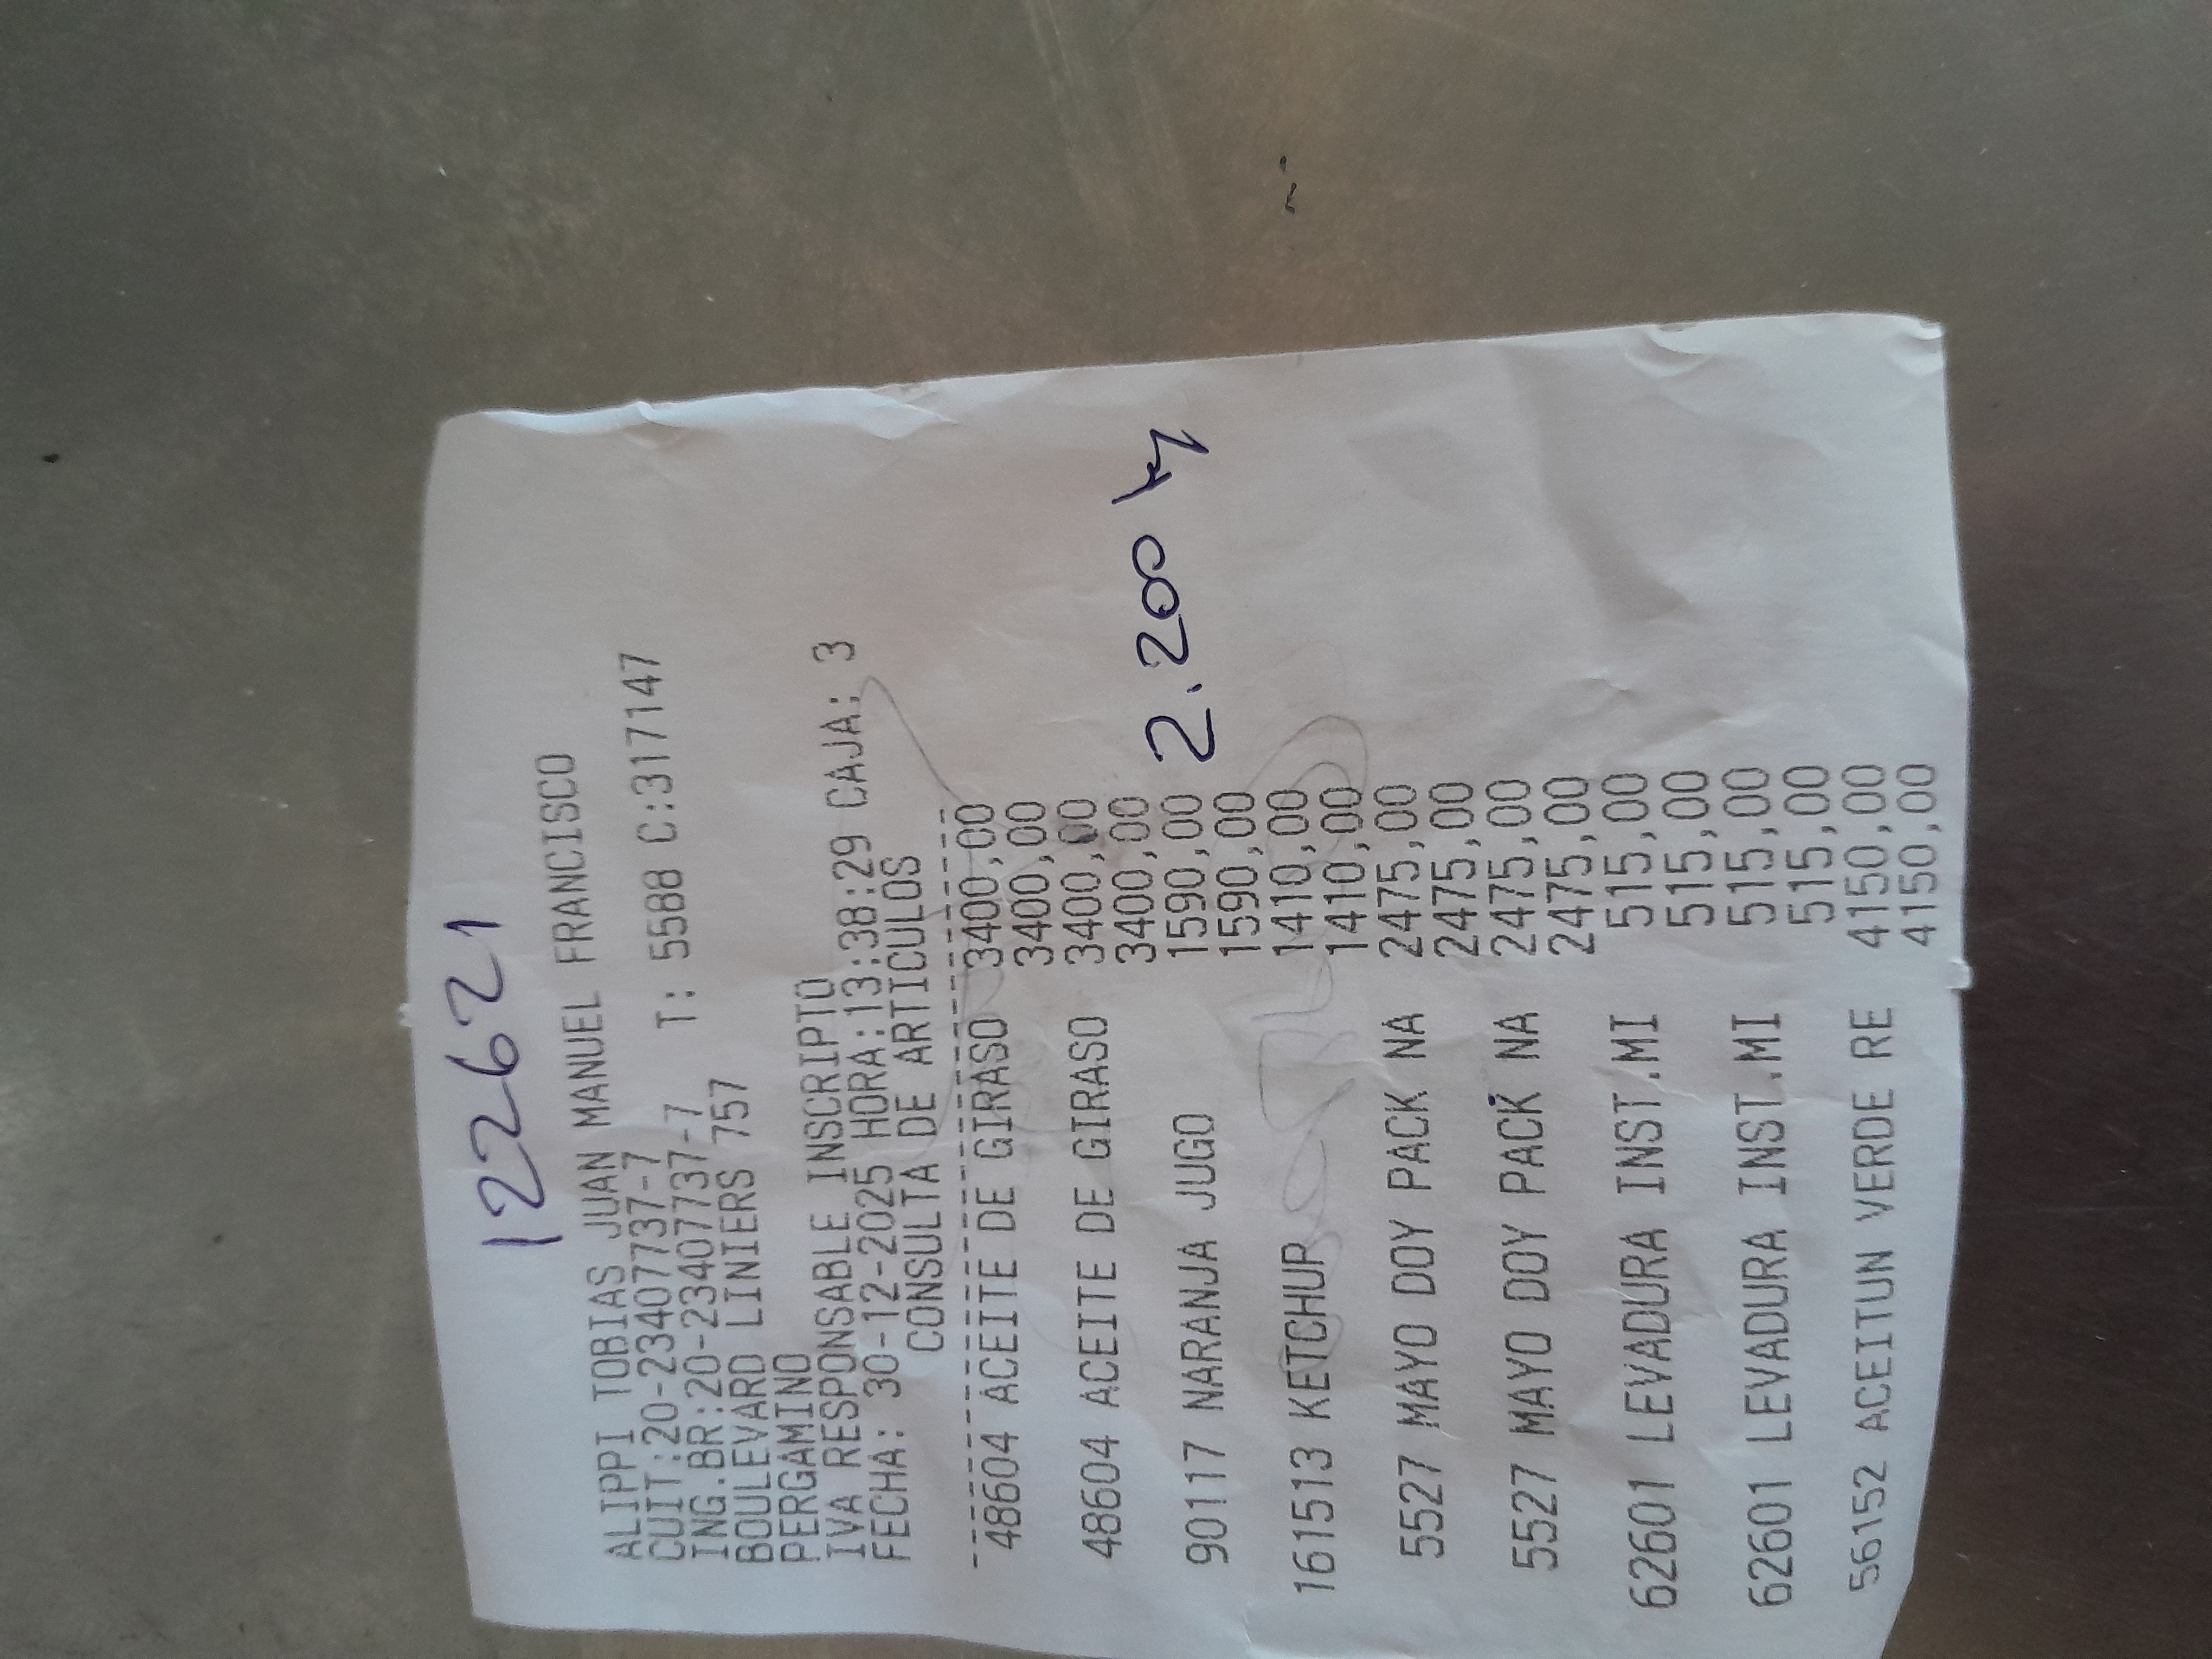 122621
ALIPPI TOBIAS JUAN MANUEL FRANCISCO
CUIT:20-23407737-7
ING.BR:20-23407737-7 T: 5588 C:317147
BOULEVARD LINIERS 757
PERGAMINO
IVA RESPONSABLE INSCRIPTO
FECHA: 30-12-2025 HORA:13:38:29 CAJA: 3
CONSULTA DE ARTICULOS
48604 ACEITE DE GIRASO 3400,00
3400,00
48604 ACEITE DE GIRASO 3400,00
3400,00
90117 NARANJA JUGO 1590,00 2.200
1590,00
161513 KETCHUP 1410,00
1410,00
5527 MAYO DOY PACK NA 2475,00
2475,00
5527 MAYO DOY PACK NA 2475,00
2475,00
62601 LEVADURA INST.MI 515,00
515,00
62601 LEVADURA INST.MI 515,00
515,00
56152 ACEITUN VERDE RE 4150,00
4150,00